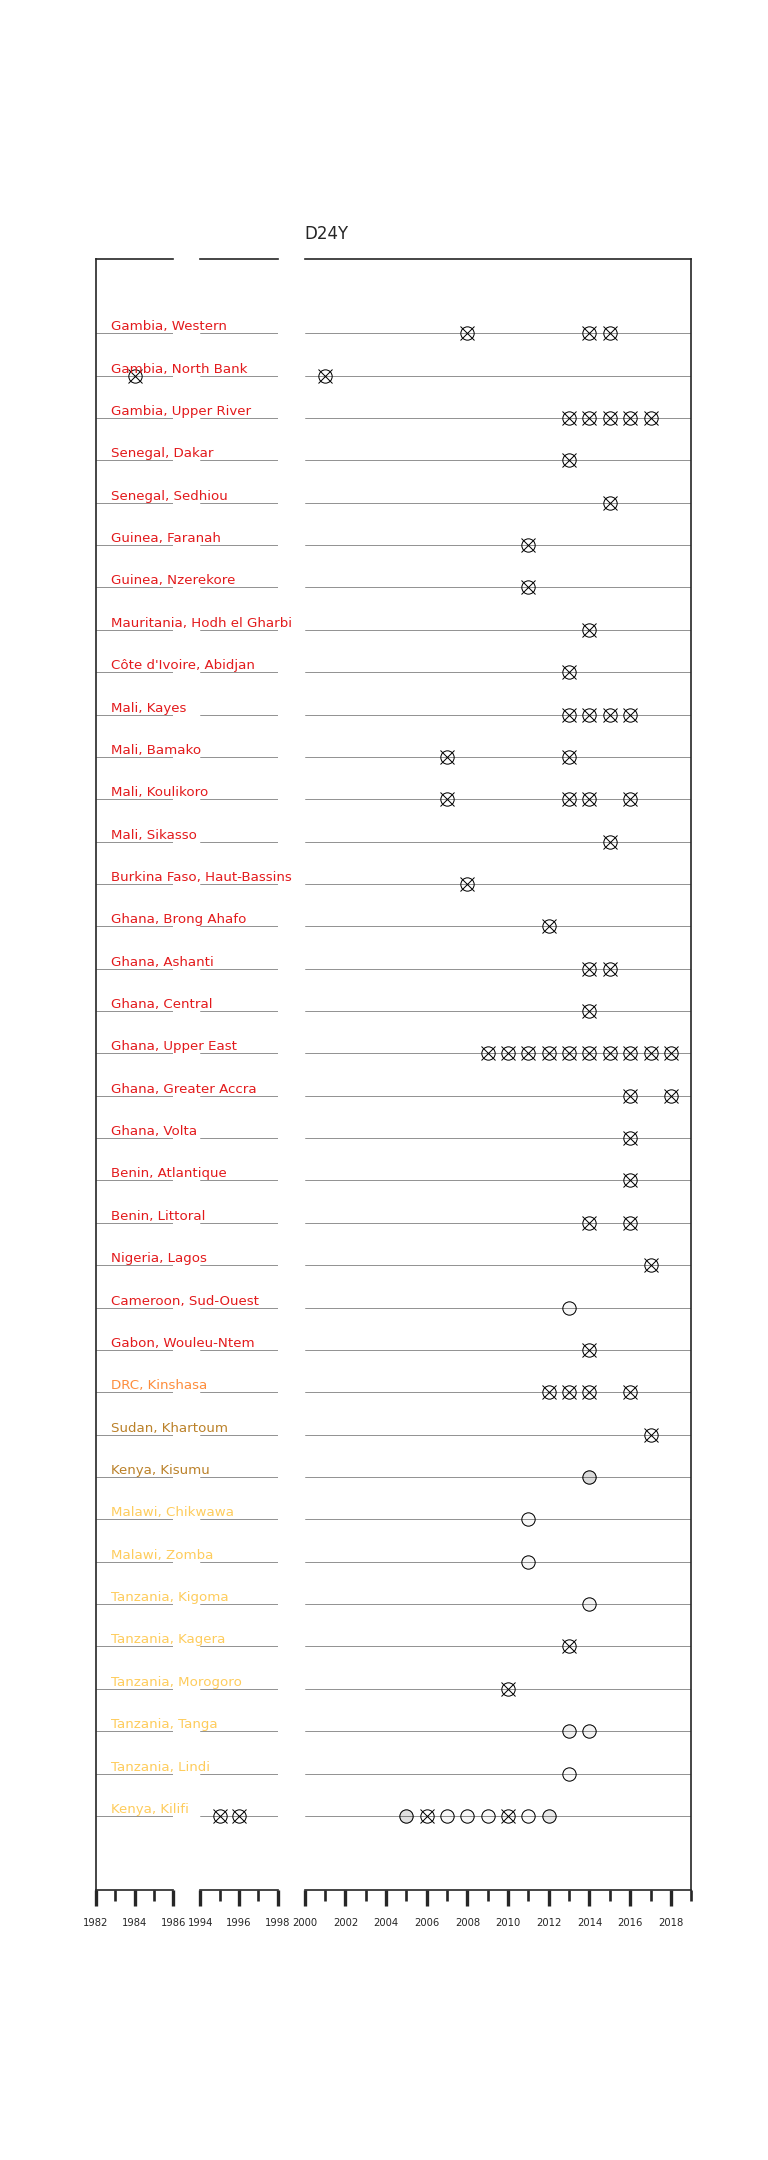 D24Y
Gambia, Western
Gambia, North Bank
Gambia, Upper River
Senegal, Dakar
Senegal, Sedhiou
Guinea, Faranah
Guinea, Nzerekore
Mauritania, Hodh el Gharbi
Côte d'Ivoire, Abidjan
Mali, Kayes
Mali, Bamako
Mali, Koulikoro
Mali, Sikasso
Burkina Faso, Haut-Bassins
Ghana, Brong Ahafo
Ghana, Ashanti
Ghana, Central
Ghana, Upper East
Ghana, Greater Accra
Ghana, Volta
Benin, Atlantique
Benin, Littoral
Nigeria, Lagos
Cameroon, Sud-Ouest
Gabon, Wouleu-Ntem
DRC, Kinshasa
Sudan, Khartoum
Kenya, Kisumu
Malawi, Chikwawa
Malawi, Zomba
Tanzania, Kigoma
Tanzania, Kagera
Tanzania, Morogoro
Tanzania, Tanga
Tanzania, Lindi
Kenya, Kilifi
1982 1984 1986 1994 1996 1998 2000 2002 2004 2006 2008 2010 2012 2014 2016 2018